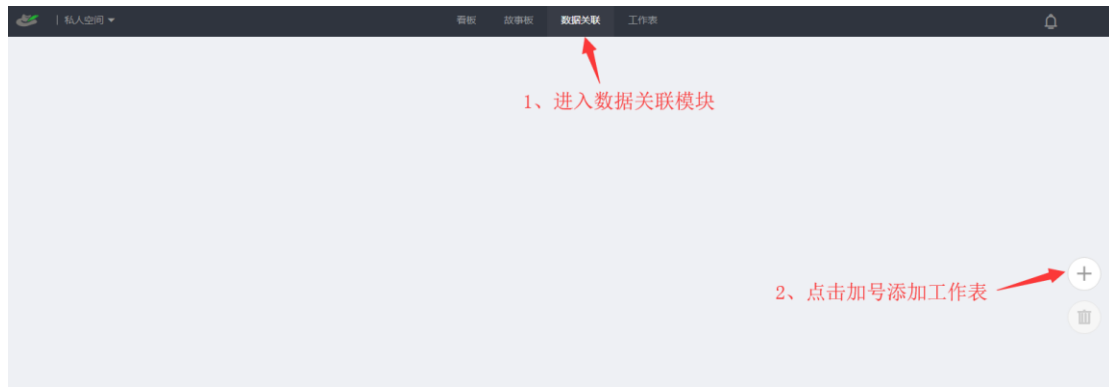 | 私人空间
看板 故事板 数据关联 工作表
1、进入数据关联模块
2、点击加号添加工作表